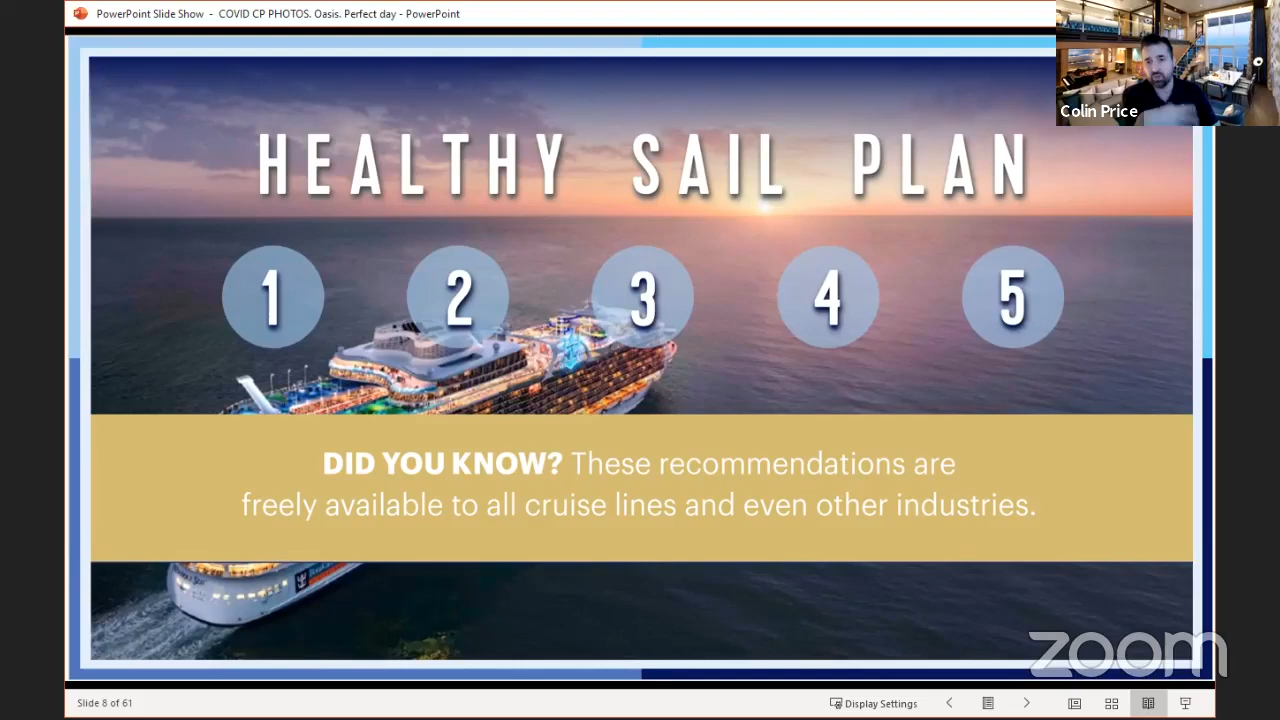 PowerPoint Slide Show - COVID CP PHOTOS. Oasis. Perfect day - PowerPoint
Colin Price
HEALTHY SAIL PLAN
1 2 3 4 5
DID YOU KNOW? These recommendations are
freely available to all cruise lines and even other industries.
zoom
Slide 8 of 61
Display Settings